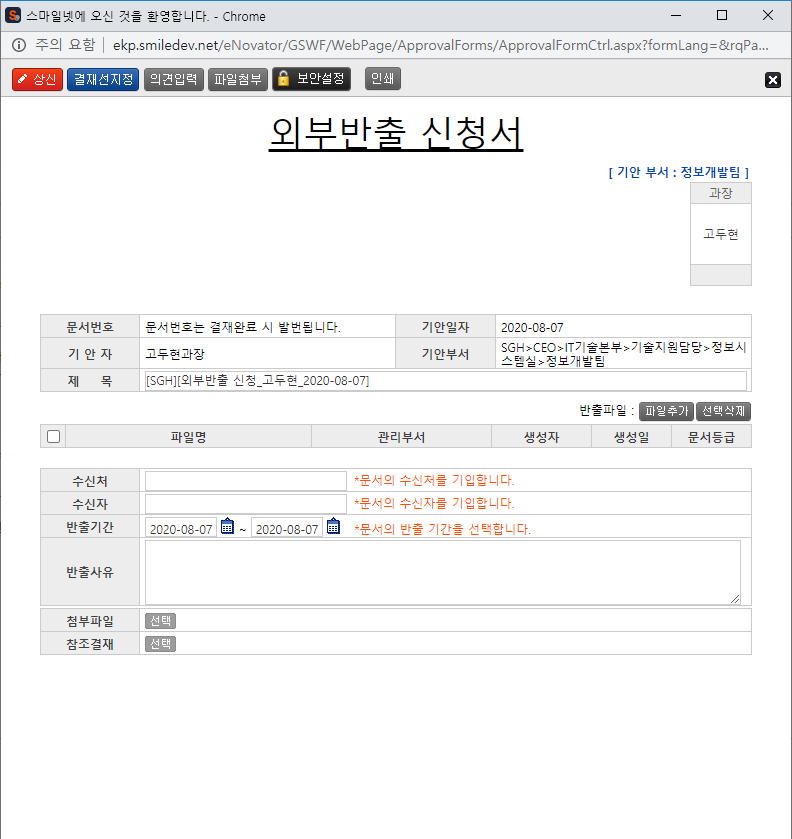 스마일넷에 오신 것을 환영합니다. - Chrome
주의 요함 | ekp.smiledev.net/eNovator/GSWF/WebPage/ApprovalForms/ApprovalFormCtrl.aspx?formLang=&rqPa...
상신 결재선지정 의견입력 파일첨부 보안설정 인쇄
외부반출 신청서
[ 기안 부서 : 정보개발팀 ]
과장
고두현
문서번호 문서번호는 결재완료 시 발번됩니다. 기안일자 2020-08-07
기 안 자 고두현과장 기안부서 SGH>CEO>IT기술본부>기술지원담당>정보시
스템실>정보개발팀
제 목 [SGH][외부반출 신청_고두현_2020-08-07]
반출파일 : 파일추가 선택삭제
파일명 관리부서 생성자 생성일 문서등급
수신처 *문서의 수신처를 기입합니다.
수신자 *문서의 수신자를 기입합니다.
반출기간 2020-08-07 ~ 2020-08-07 *문서의 반출 기간을 선택합니다.
반출사유
첨부파일 선택
참조결재 선택